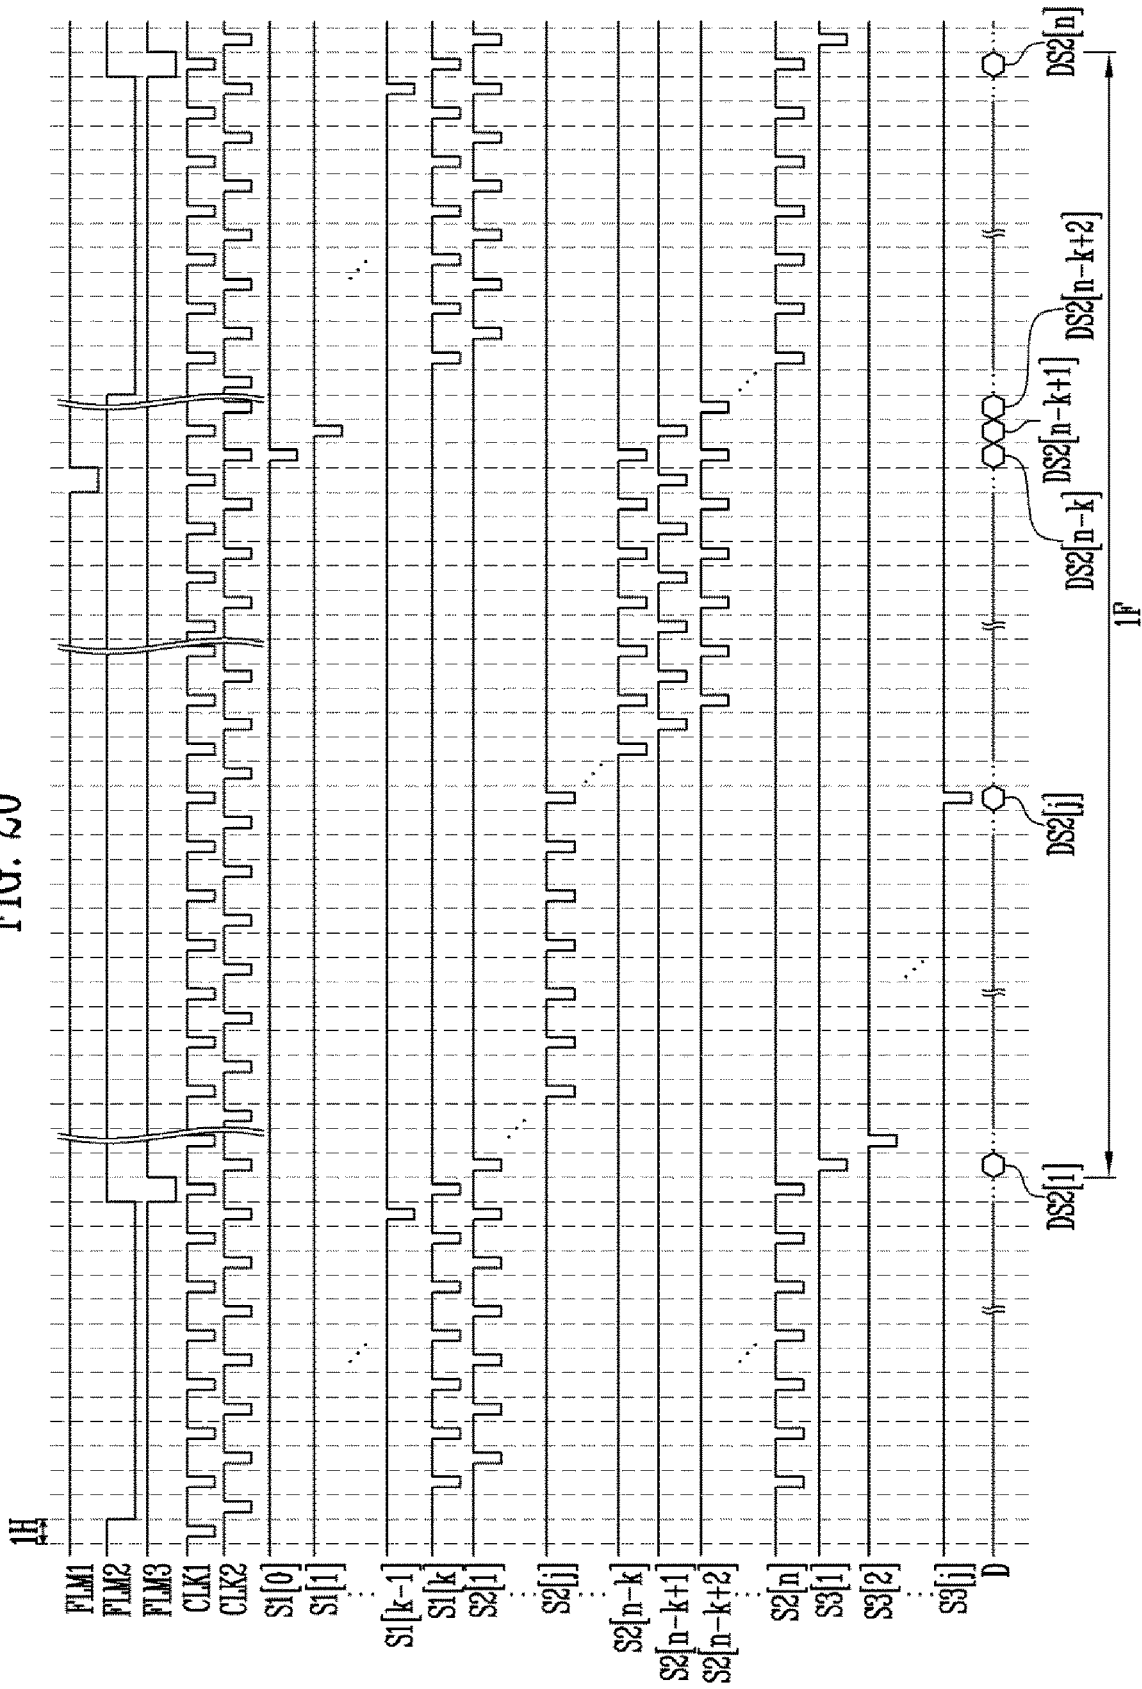 FIG. 20
1H
FLM1
FLM2
FLM3
CLK1
CLK2
S1[0]
S1[1]
S1[k-1]
S1[k]
S2[1]
S2[j]
S2[n-k]
S2[n-k+1]
S2[n-k+2]
S2[n]
S3[1]
S3[2]
S3[j]
D
DS2[1]
DS2[j]
DS2[n-k]
DS2[n-k+1]
DS2[n-k+2]
DS2[n]
1F